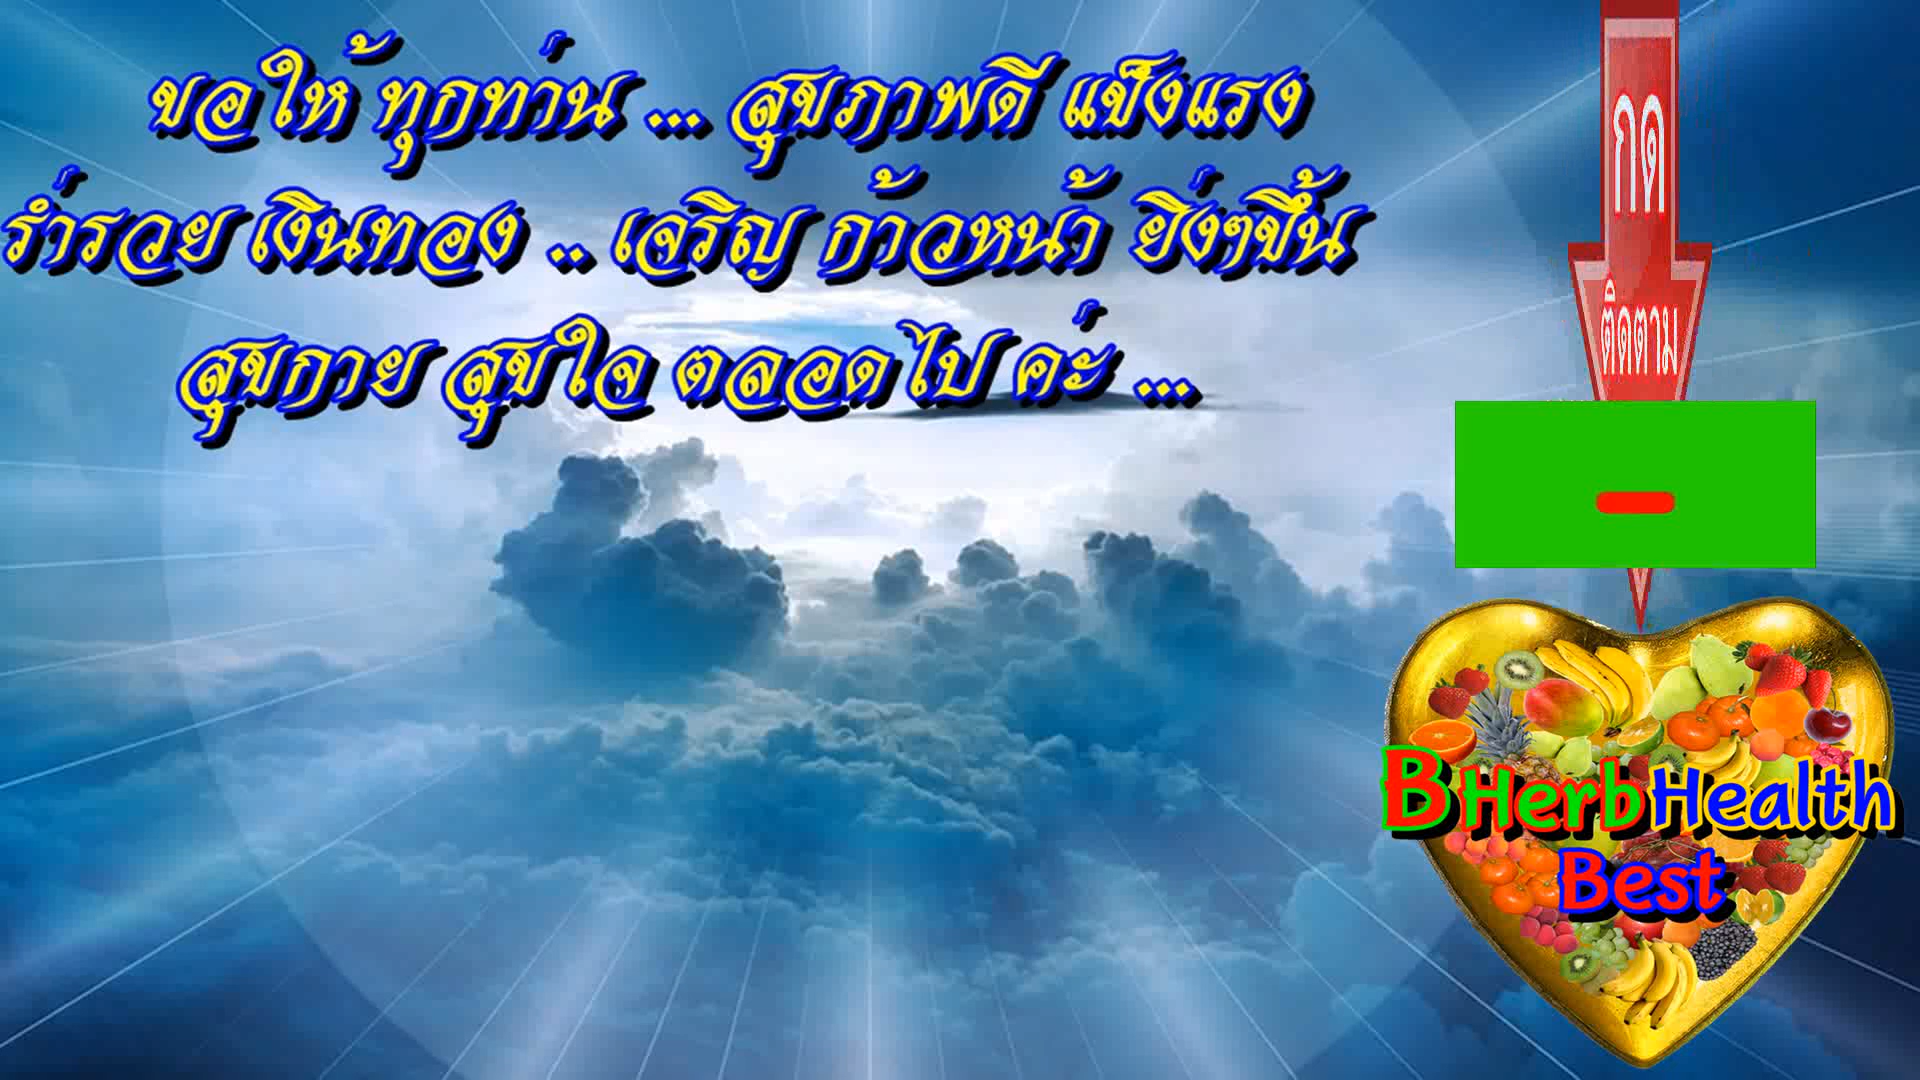 ขอให้ ทุกท่าน ... สุขภาพดี แข็งแรง
ร่ำรวย เงินทอง .. เจริญ ก้าวหน้า ยิ่งๆขึ้น
สุขกาย สุขใจ ตลอดไป ค่ะ ...
กด
ติดตาม
B HerbHealth
Best